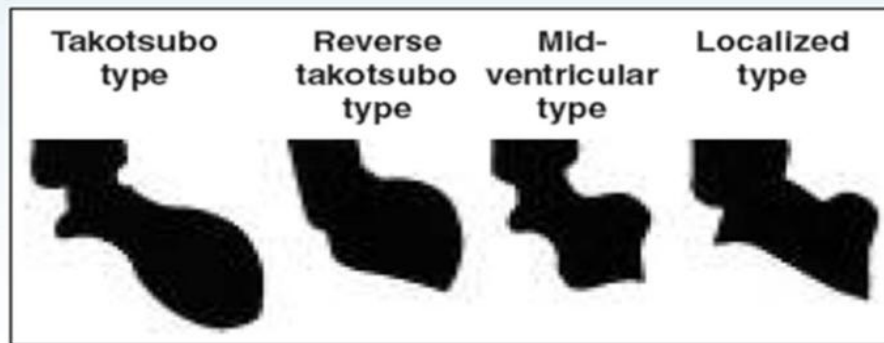 Takotsubo
type
Reverse
takotsubo
type
Mid-
ventricular
type
Localized
type